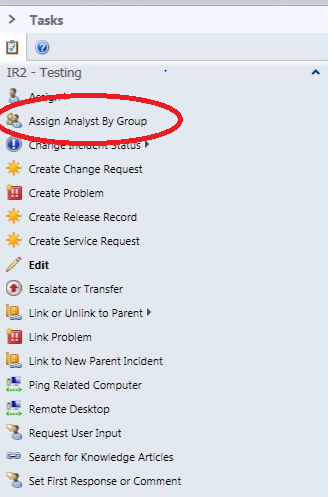 Tasks
IR2 - Testing
Assign
Assign Analyst By Group
Change Incident Status
Create Change Request
Create Problem
Create Release Record
Create Service Request
Edit
Escalate or Transfer
Link or Unlink to Parent
Link Problem
Link to New Parent Incident
Ping Related Computer
Remote Desktop
Request User Input
Search for Knowledge Articles
Set First Response or Comment